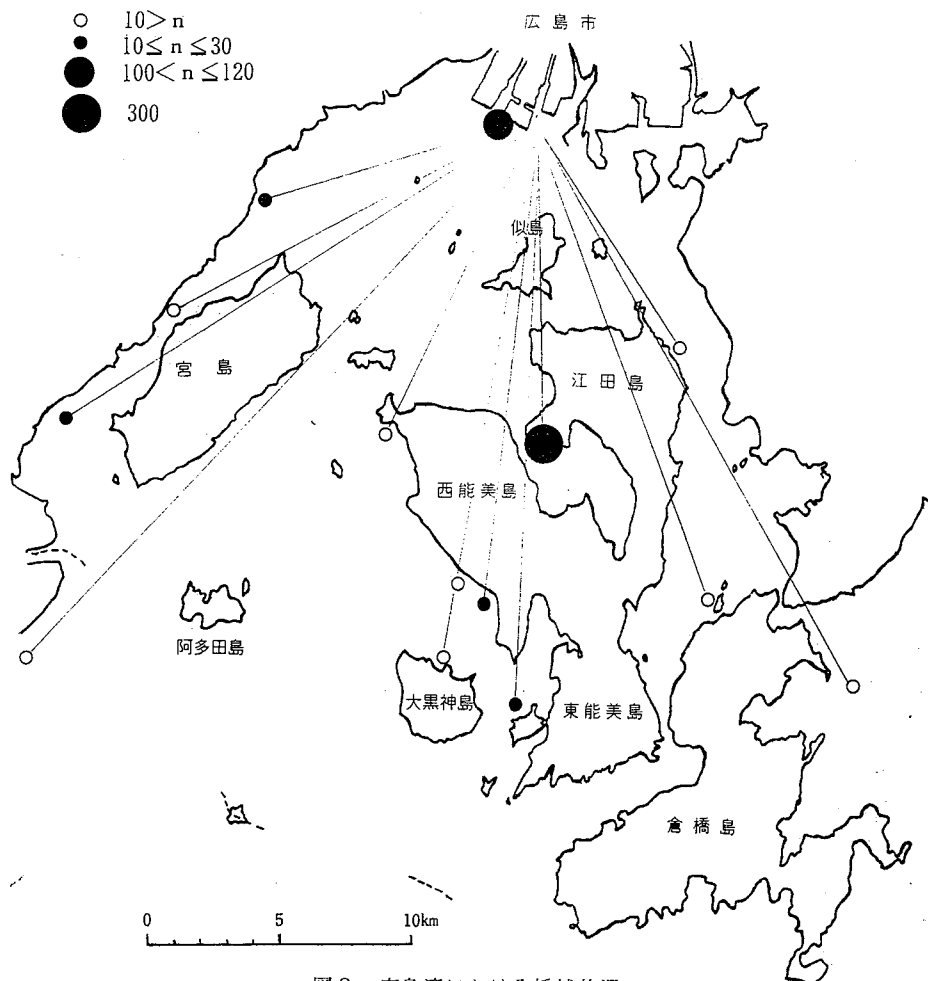 10>n
10≦n≦30
100<n≦120
300
広島市
似島
宮島
江田島
西能美島
阿多田島
大黒神島
東能美島
倉橋島
0 5 10km